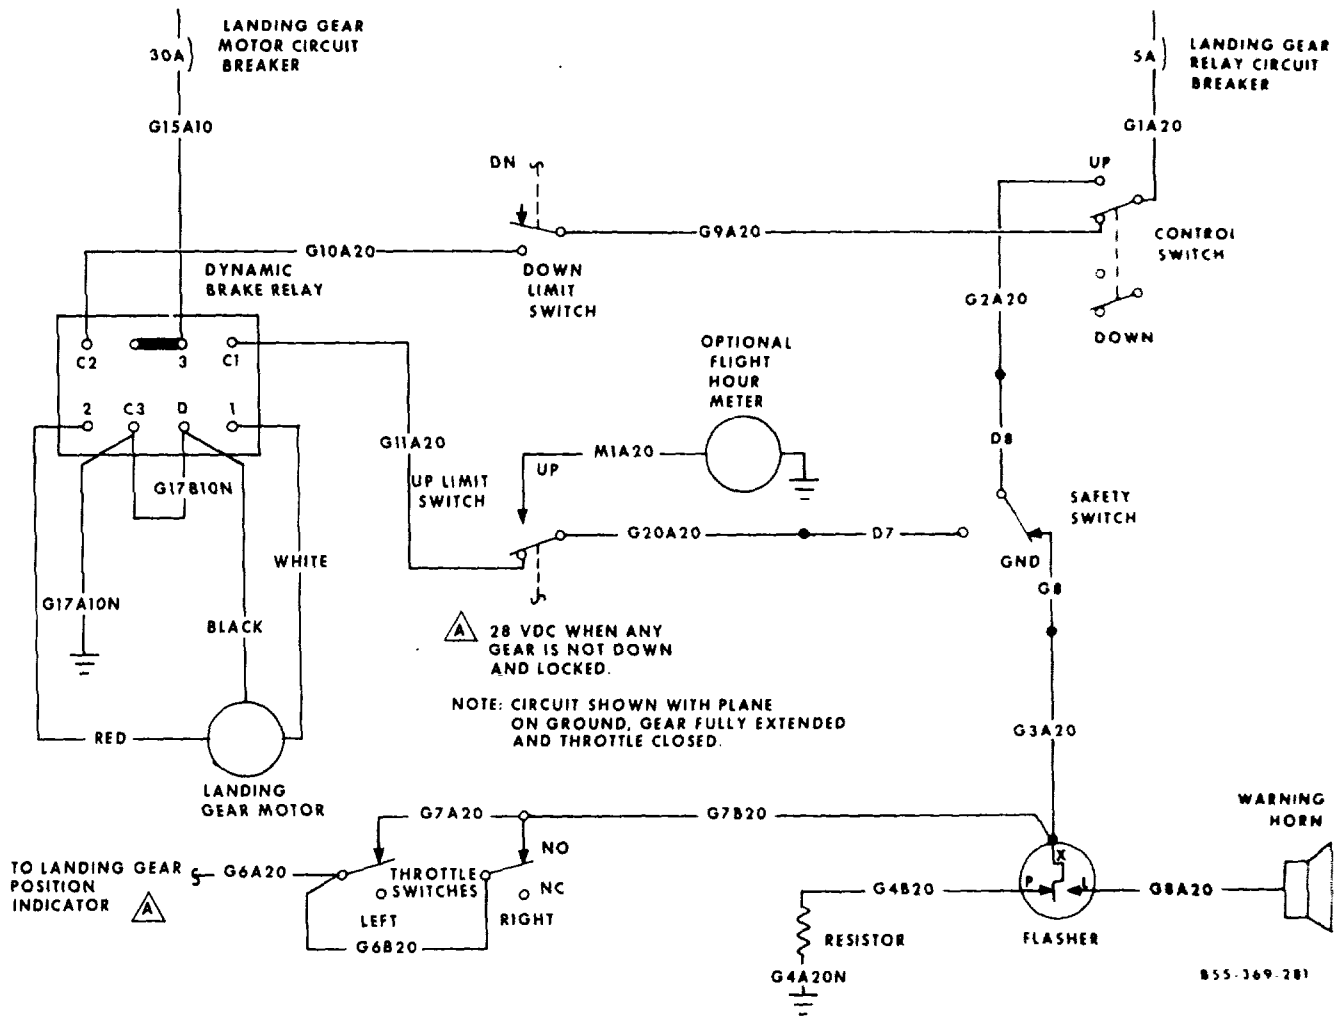 LANDING GEAR
MOTOR CIRCUIT
BREAKER
30A
G15A10
5A
LANDING GEAR
RELAY CIRCUIT
BREAKER
G1A20
DN
UP
G9A20
CONTROL
SWITCH
G10A20
DYNAMIC
BRAKE RELAY
DOWN
LIMIT
SWITCH
G2A20
DOWN
C2
3
C1
OPTIONAL
FLIGHT
HOUR
METER
2
C3
D
1
G11A20
M1A20
D8
UP
UP LIMIT
SWITCH
G17B10N
SAFETY
SWITCH
G20A20
D7
GND
WHITE
G8
G17A10N
BLACK
A
28 VDC WHEN ANY
GEAR IS NOT DOWN
AND LOCKED.
NOTE: CIRCUIT SHOWN WITH PLANE
ON GROUND, GEAR FULLY EXTENDED
AND THROTTLE CLOSED.
RED
G3A20
LANDING
GEAR MOTOR
G7A20
G7B20
WARNING
HORN
NO
X
TO LANDING GEAR
POSITION
INDICATOR
A
G6A20
THROTTLE
SWITCHES
NC
LEFT
RIGHT
G6B20
G4B20
P
L
G8A20
RESISTOR
FLASHER
G4A20N
B55-369-281